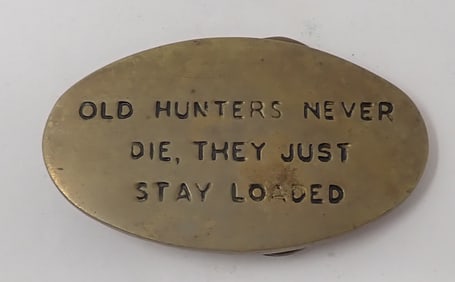 OLD HUNTERS NEVER
DIE, THEY JUST
STAY LOADED